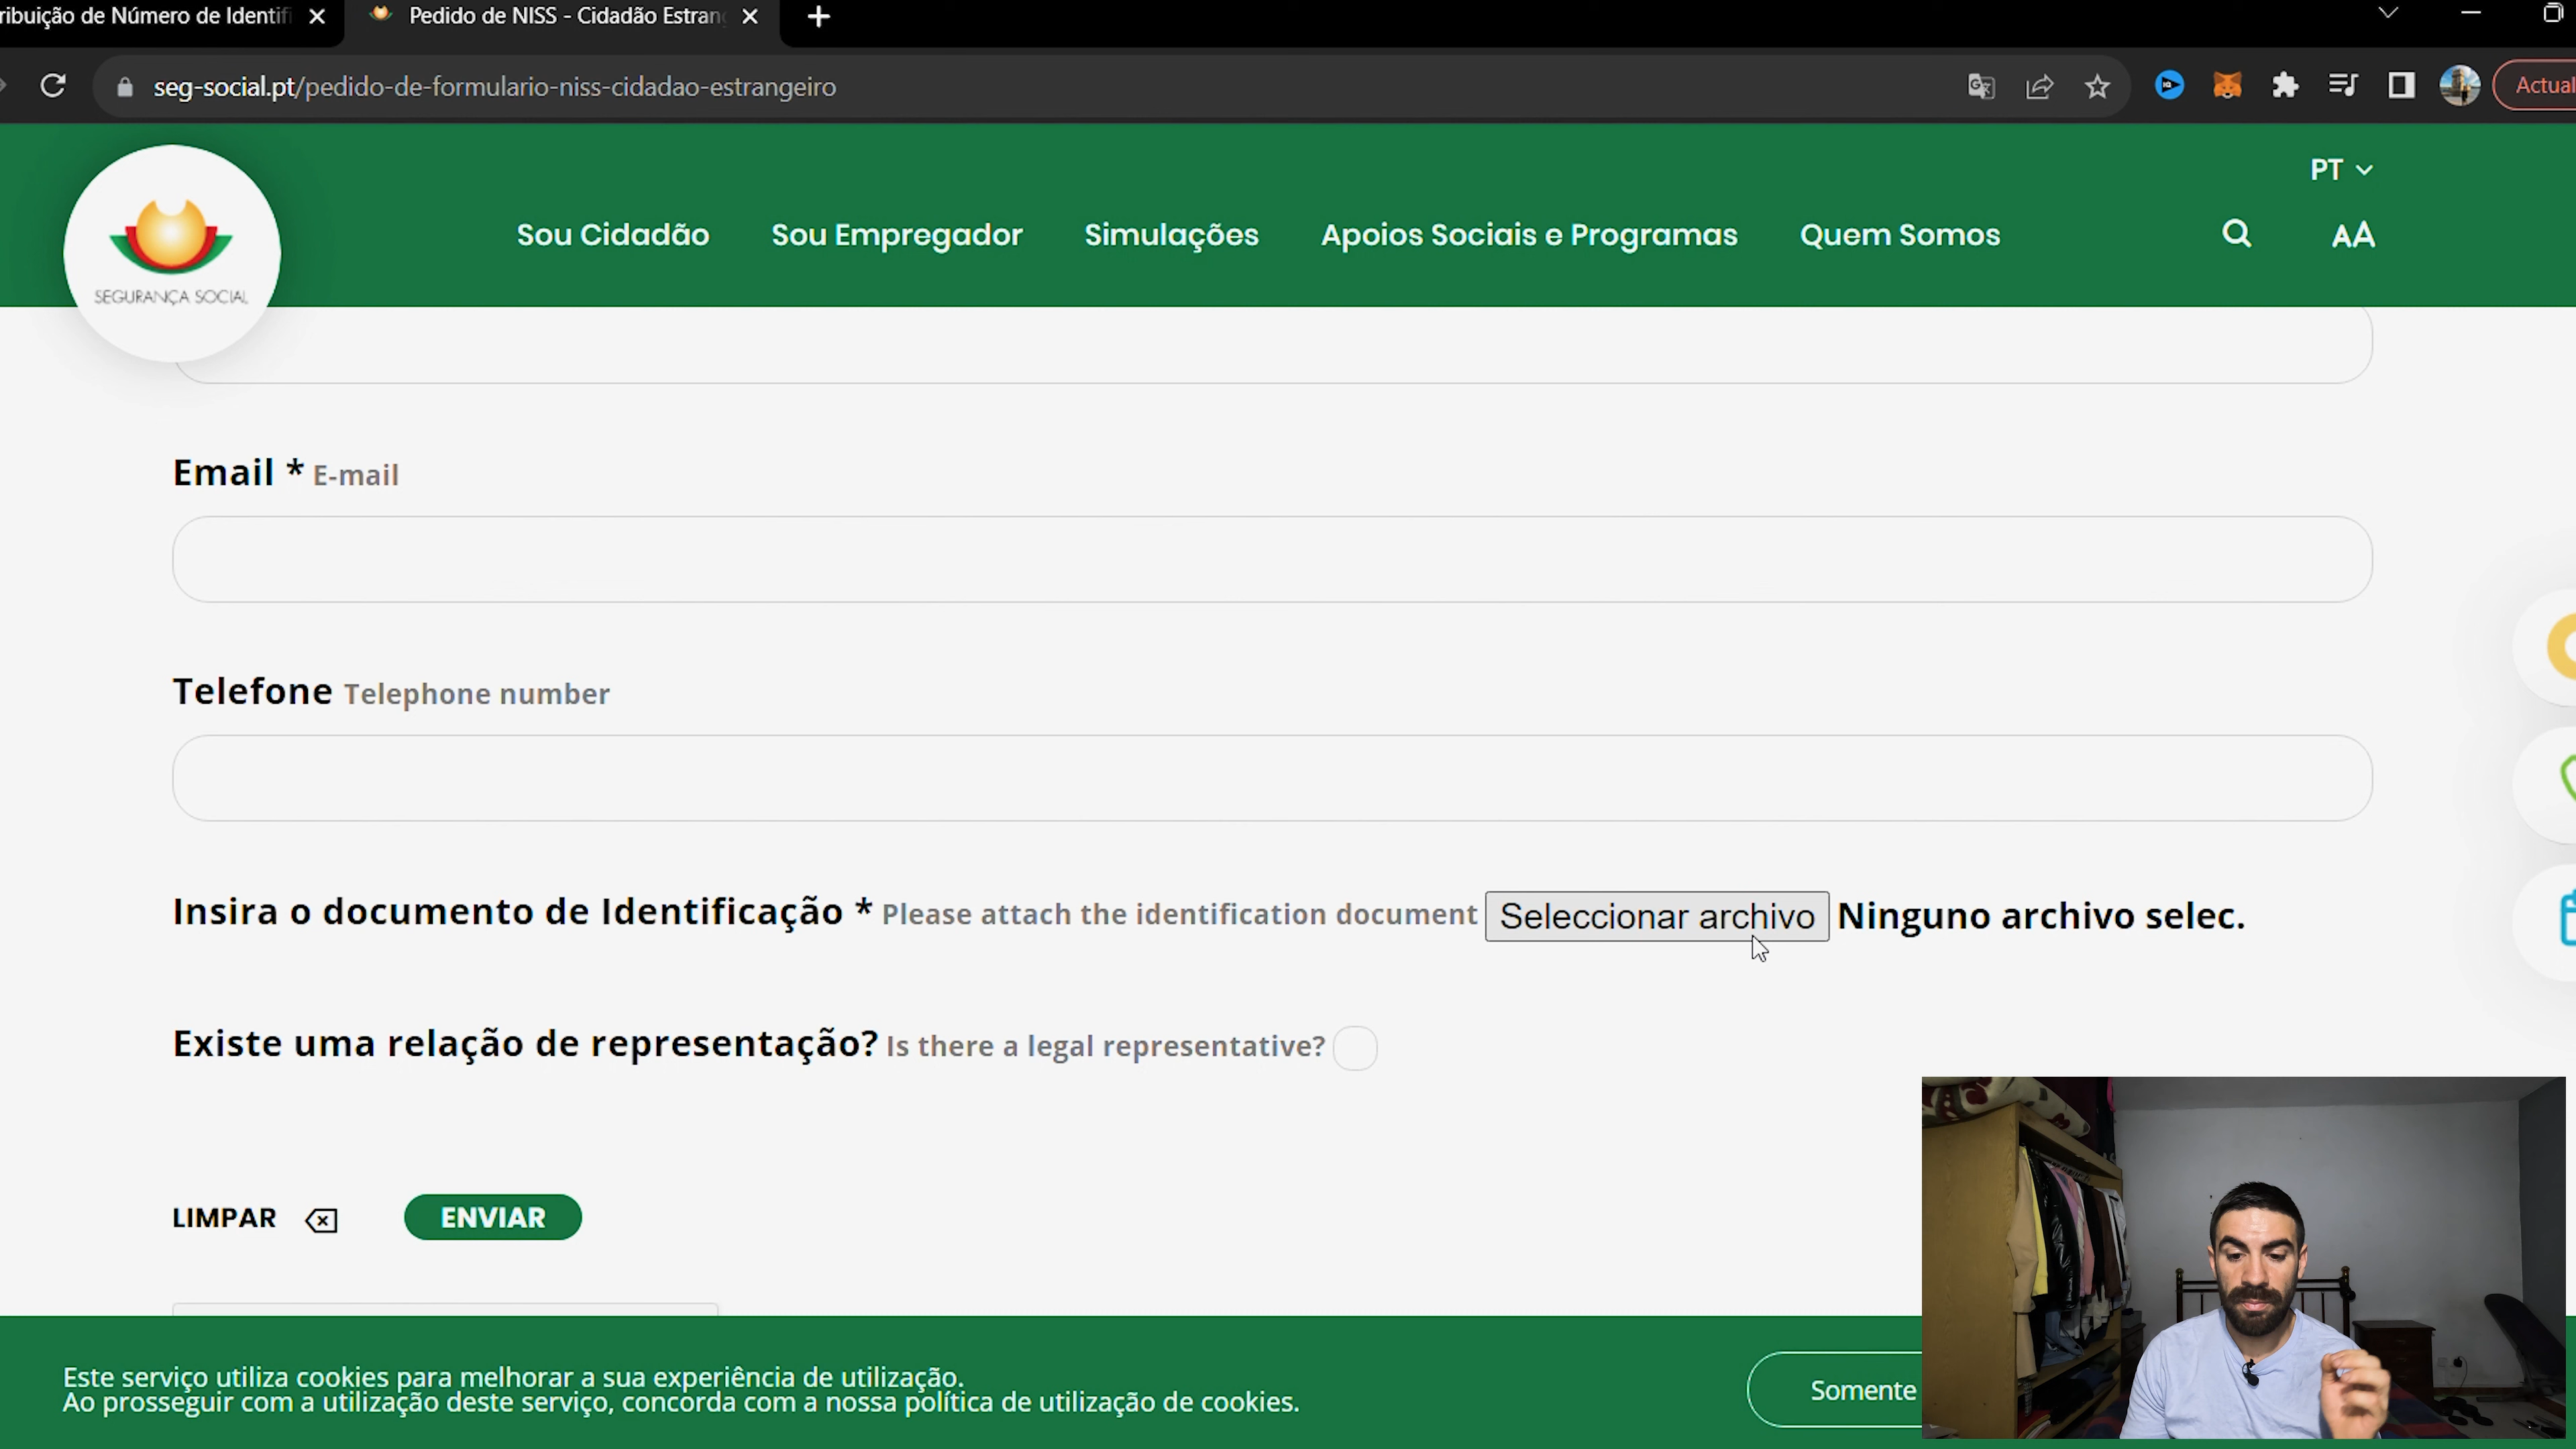 ribuição de Número de Identifi
Pedido de NISS - Cidadão Estran
seg-social.pt/pedido-de-formulario-niss-cidadao-estrangeiro
Actual
PT
Sou Cidadão Sou Empregador Simulações Apoios Sociais e Programas Quem Somos AA
SEGURANÇA SOCIAL
Email * E-mail
Telefone Telephone number
Insira o documento de Identificação * Please attach the identification document Seleccionar archivo Ninguno archivo selec.
Existe uma relação de representação? Is there a legal representative?
LIMPAR ENVIAR
Este serviço utiliza cookies para melhorar a sua experiência de utilização.
Ao prosseguir com a utilização deste serviço, concorda com a nossa política de utilização de cookies.
Somente